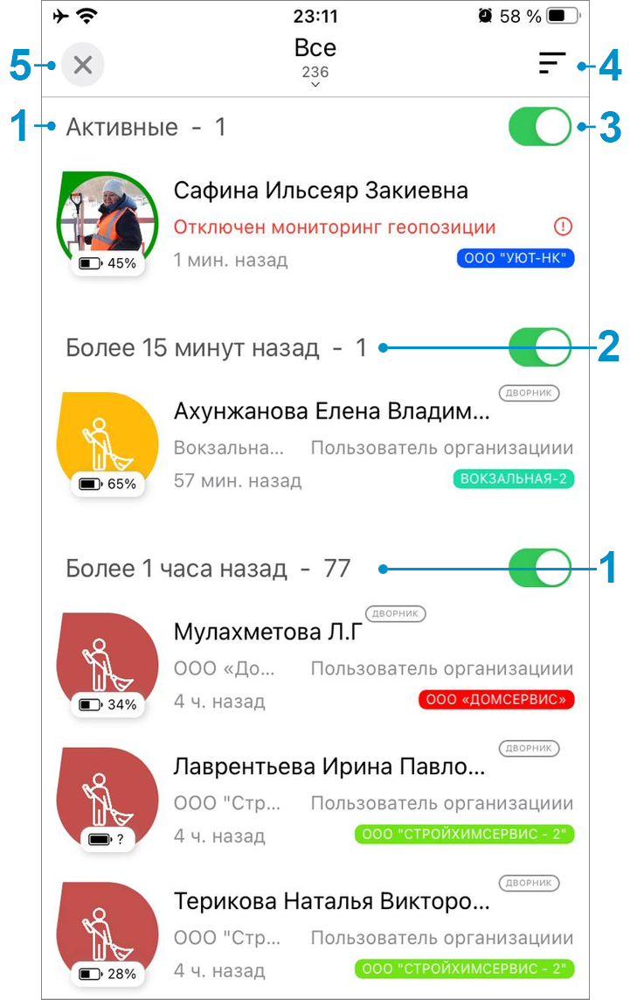 23:11
58 %
5
Все
236
4
1
Активные - 1
3
Сафина Ильсеяр Закиевна
Отключен мониторинг геопозиции
45%
1 мин. назад
ООО "УЮТ-НК"
Более 15 минут назад - 1
2
ДВОРНИК
Ахунжанова Елена Владим...
Вокзальна... Пользователь организациии
65%
57 мин. назад
ВОКЗАЛЬНАЯ-2
Более 1 часа назад - 77
1
ДВОРНИК
Мулахметова Л.Г
ООО «До... Пользователь организациии
34%
4 ч. назад
ООО «ДОМСЕРВИС»
ДВОРНИК
Лаврентьева Ирина Павло...
ООО "Стр... Пользователь организациии
?
4 ч. назад
ООО "СТРОЙХИМСЕРВИС - 2"
ДВОРНИК
Терикова Наталья Викторо...
ООО "Стр... Пользователь организациии
28%
4 ч. назад
ООО "СТРОЙХИМСЕРВИС - 2"